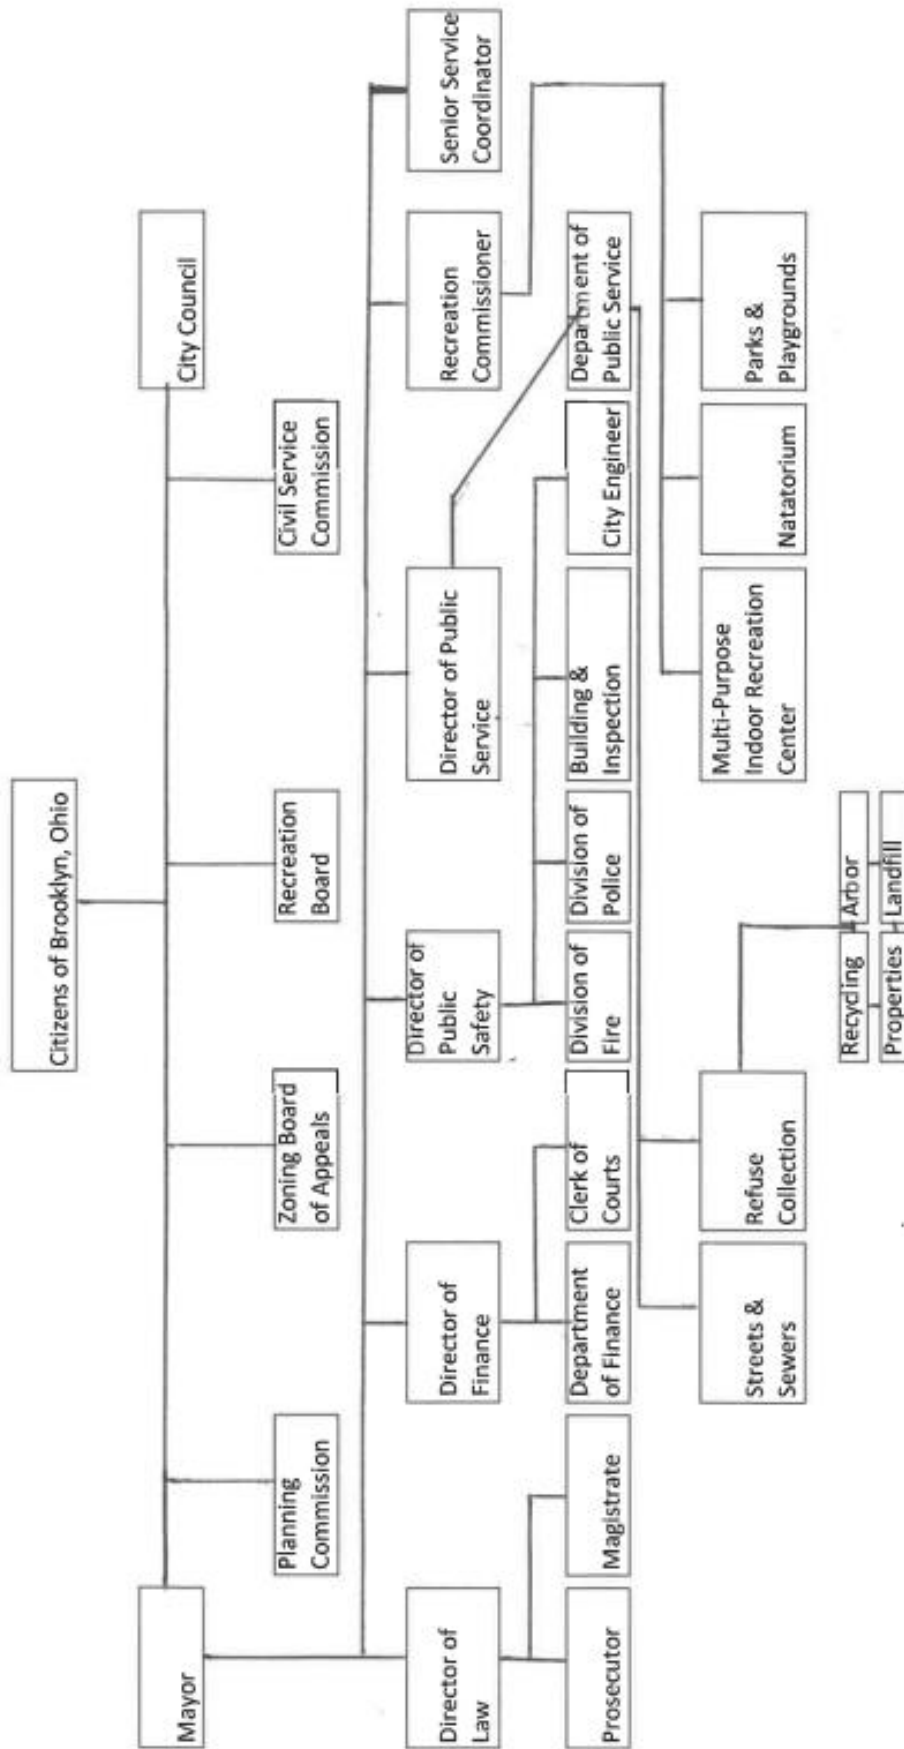 Citizens of Brooklyn, Ohio
Mayor
City Council
Planning
Commission
Zoning Board
of Appeals
Recreation
Board
Civil Service
Commission
Director of
Law
Director of
Finance
Director of
Public
Safety
Director of Public
Service
Recreation
Commissioner
Senior Service
Coordinator
Prosecutor
Magistrate
Department
of Finance
Clerk of
Courts
Division of
Fire
Division of
Police
Building &
Inspection
City Engineer
Department of
Public Service
Streets &
Sewers
Refuse
Collection
Multi-Purpose
Indoor Recreation
Center
Natatorium
Parks &
Playgrounds
Recycling
Arbor
Properties
Landfill